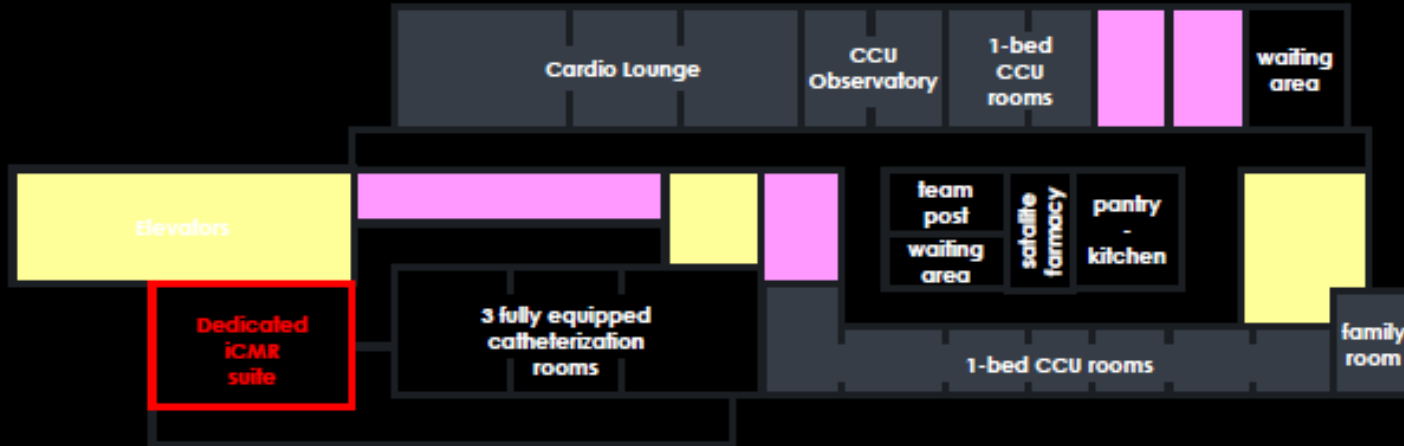 Cardio Lounge
CCU
Observatory
1-bed
CCU
rooms
waiting
area
Elevators
team
post
waiting
area
satallite
farmacy
pantry
-
kitchen
Dedicated
iCMR
suite
3 fully equipped
catheterization
rooms
1-bed CCU rooms
family
room